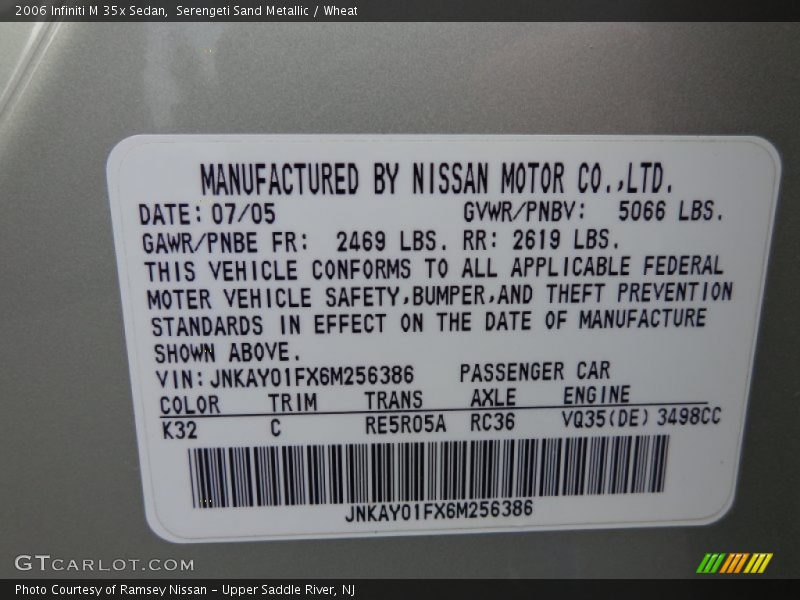 2006 Infiniti M 35x Sedan, Serengeti Sand Metallic / Wheat
MANUFACTURED BY NISSAN MOTOR CO.,LTD.
DATE: 07/05 GVWR/PNBV: 5066 LBS.
GAWR/PNBE FR: 2469 LBS. RR: 2619 LBS.
THIS VEHICLE CONFORMS TO ALL APPLICABLE FEDERAL
MOTER VEHICLE SAFETY,BUMPER,AND THEFT PREVENTION
STANDARDS IN EFFECT ON THE DATE OF MANUFACTURE
SHOWN ABOVE.
VIN: JNKAY01FX6M256386 PASSENGER CAR
COLOR TRIM TRANS AXLE ENGINE
K32 C RE5R05A RC36 VQ35(DE) 3498CC
JNKAY01FX6M256386
GTCARLOT.COM
Photo Courtesy of Ramsey Nissan - Upper Saddle River, NJ